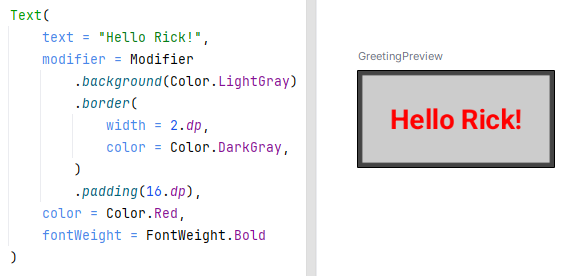 Text(
    text = "Hello Rick!",
    modifier = Modifier
        .background(Color.LightGray)
        .border(
            width = 2.dp,
            color = Color.DarkGray,
        )
        .padding(16.dp),
    color = Color.Red,
    fontWeight = FontWeight.Bold
)
GreetingPreview
Hello Rick!